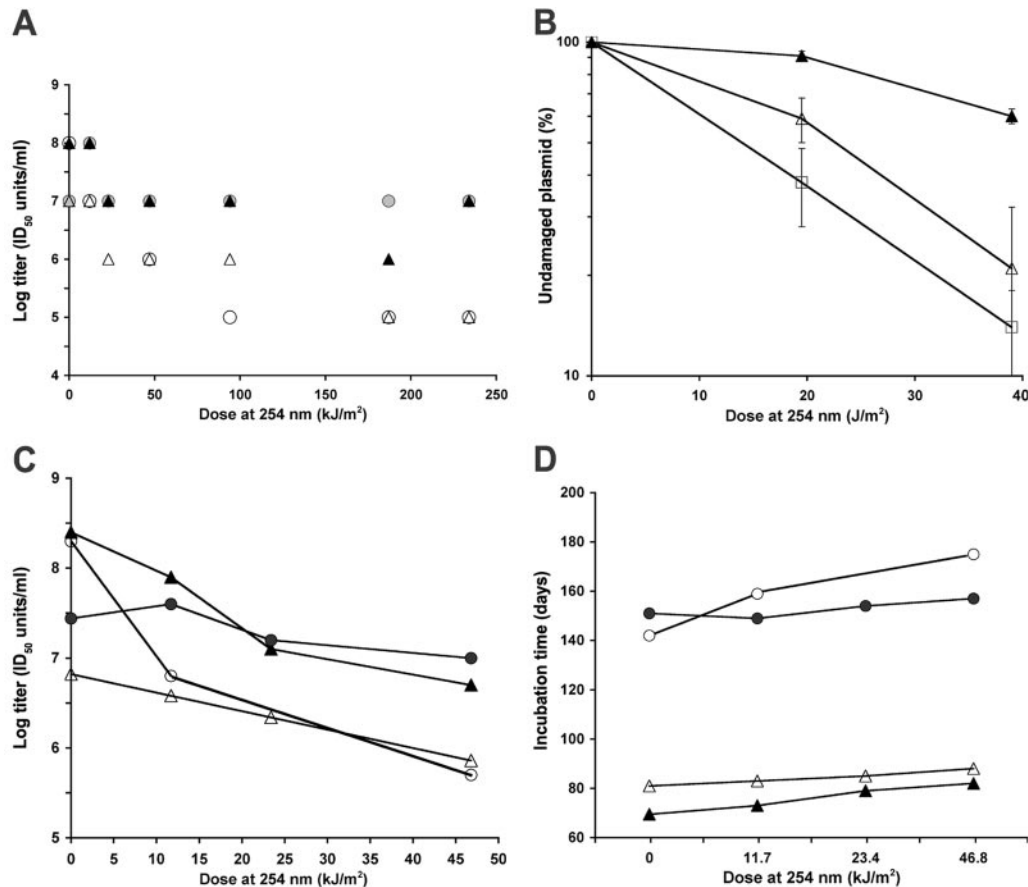 A
9
8
7
6
5
4
Log titer (ID₅₀ units/ml)
0 50 100 150 200 250
Dose at 254 nm (kJ/m²)
B
100
10
Undamaged plasmid (%)
0 10 20 30 40
Dose at 254 nm (J/m²)
C
9
8
7
6
5
Log titer (ID₅₀ units/ml)
0 5 10 15 20 25 30 35 40 45 50
Dose at 254 nm (kJ/m²)
D
200
180
160
140
120
100
80
60
Incubation time (days)
0 11.7 23.4 46.8
Dose at 254 nm (kJ/m²)